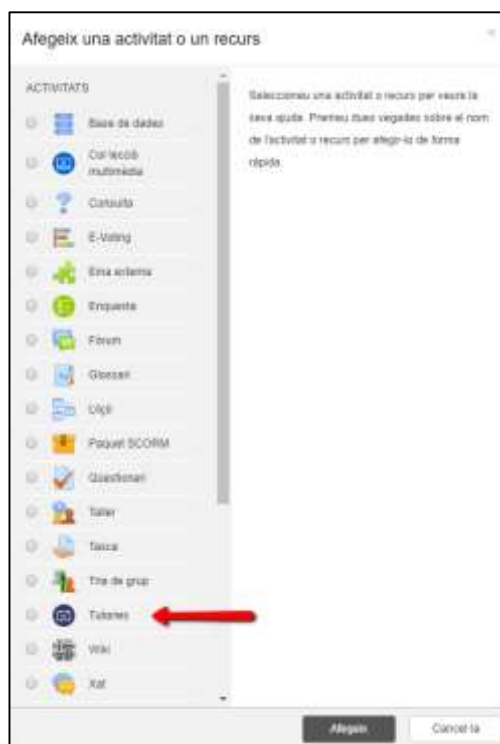 Afegeix una activitat o un recurs
ACTIVITATS
Base de dades
Col·lecció
multimèdia
Consulta
E-Voting
Eina externa
Enquesta
Fòrum
Glossari
Lliçó
Paquet SCORM
Qüestionari
Taller
Tasca
Tria de grup
Tutories
Wiki
Xat
Seleccioneu una activitat o recurs per veure la
seva ajuda. Premeu dues vegades sobre el nom
de l'activitat o recurs per afegir-lo de forma
ràpida.
Afegeix
Cancel·la